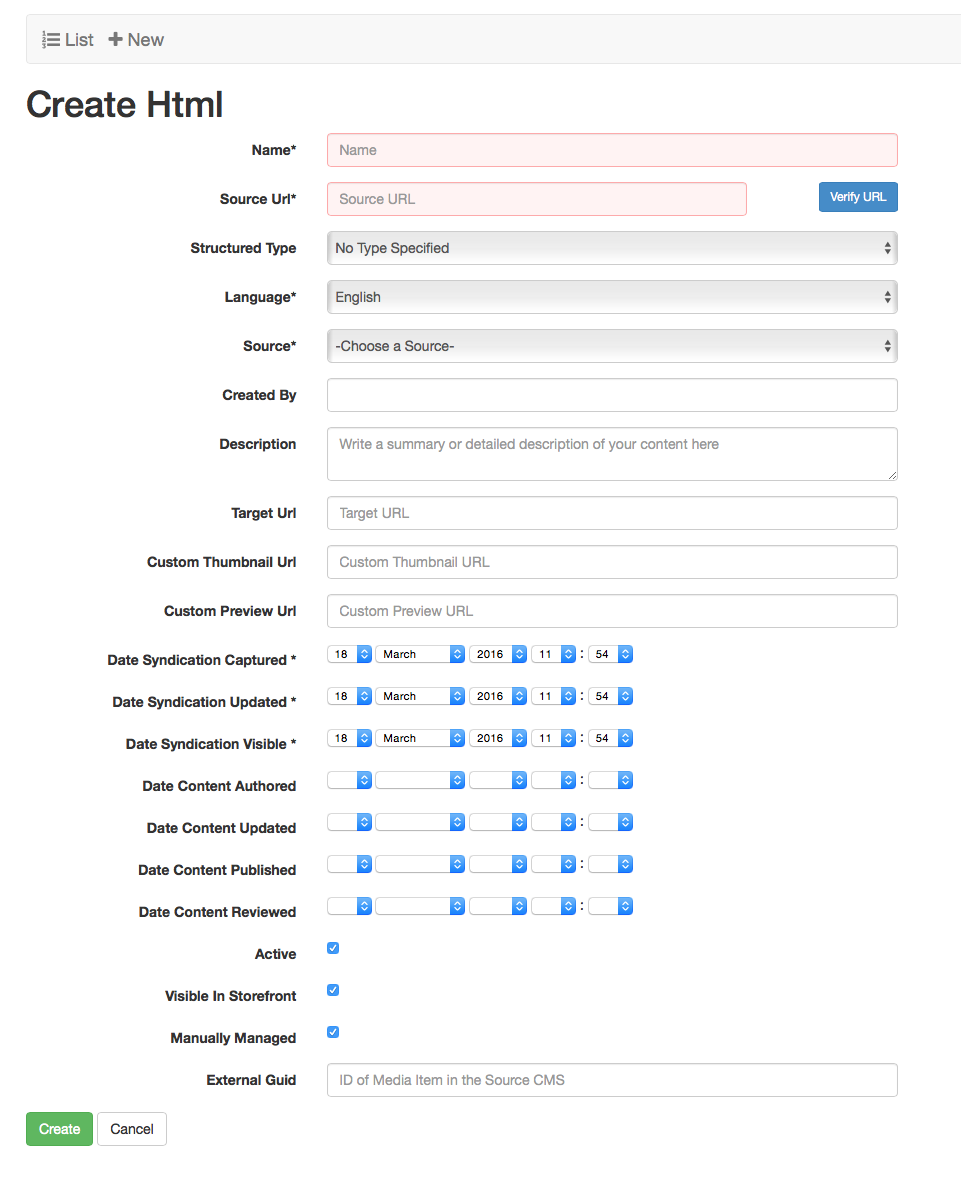 List New
Create Html
Name* Name
Source Url* Source URL Verify URL
Structured Type No Type Specified
Language* English
Source* -Choose a Source-
Created By
Description Write a summary or detailed description of your content here
Target Url Target URL
Custom Thumbnail Url Custom Thumbnail URL
Custom Preview Url Custom Preview URL
Date Syndication Captured * 18 March 2016 11 : 54
Date Syndication Updated * 18 March 2016 11 : 54
Date Syndication Visible * 18 March 2016 11 : 54
Date Content Authored :
Date Content Updated :
Date Content Published :
Date Content Reviewed :
Active
Visible In Storefront
Manually Managed
External Guid ID of Media Item in the Source CMS
Create Cancel